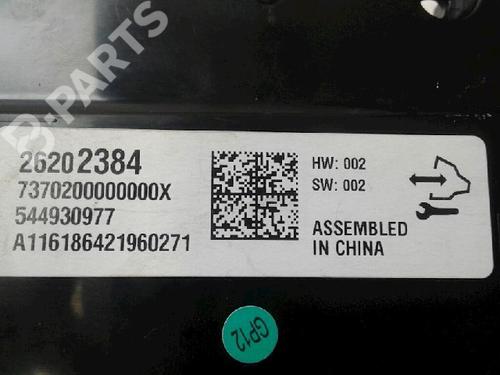 B-PARTS
26202384
7370200000000X
544930977
A116186421960271
HW: 002
SW: 002
ASSEMBLED
IN CHINA
GP12